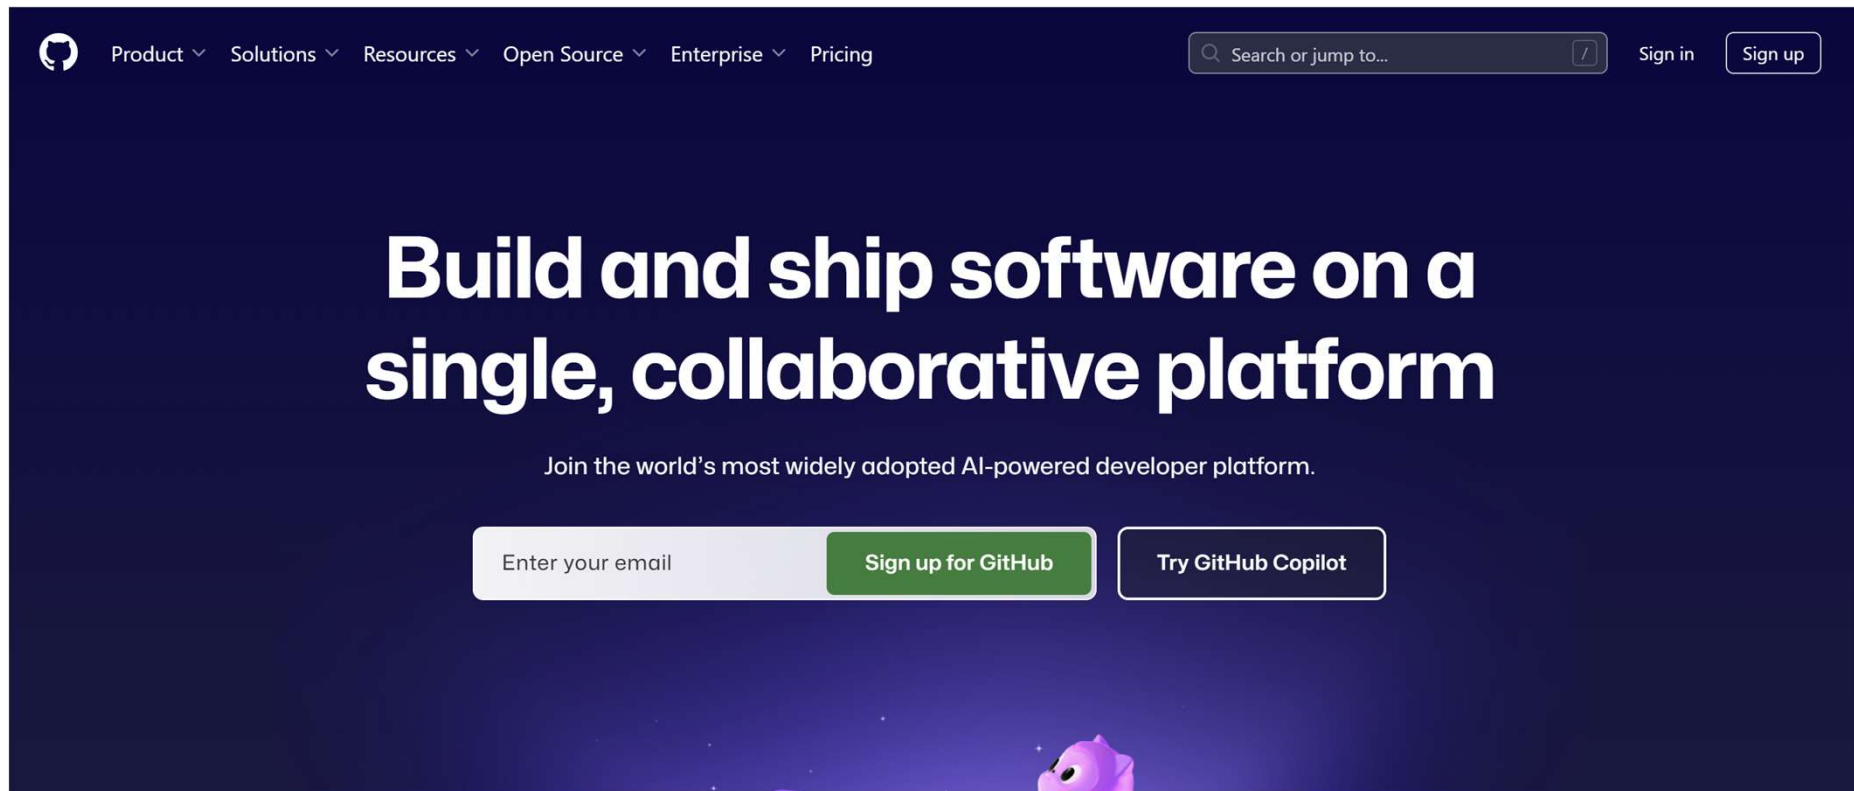 Product Solutions Resources Open Source Enterprise Pricing Search or jump to... / Sign in Sign up
Build and ship software on a
single, collaborative platform
Join the world’s most widely adopted AI-powered developer platform.
Enter your email Sign up for GitHub Try GitHub Copilot